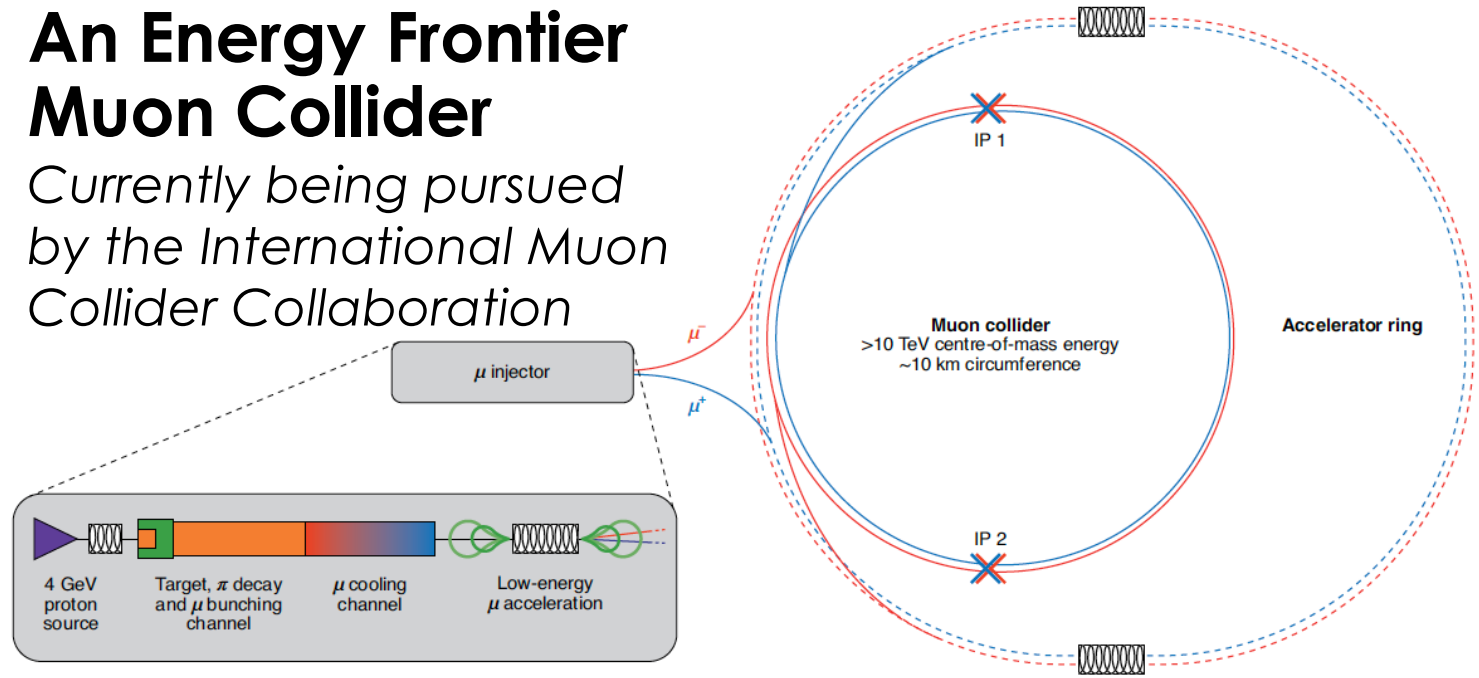 An Energy Frontier
Muon Collider
Currently being pursued
by the International Muon
Collider Collaboration
IP 1
Muon collider
>10 TeV centre-of-mass energy
~10 km circumference
Accelerator ring
μ⁻
μ injector
μ⁺
IP 2
4 GeV
proton
source
Target, π decay
and μ bunching
channel
μ cooling
channel
Low-energy
μ acceleration